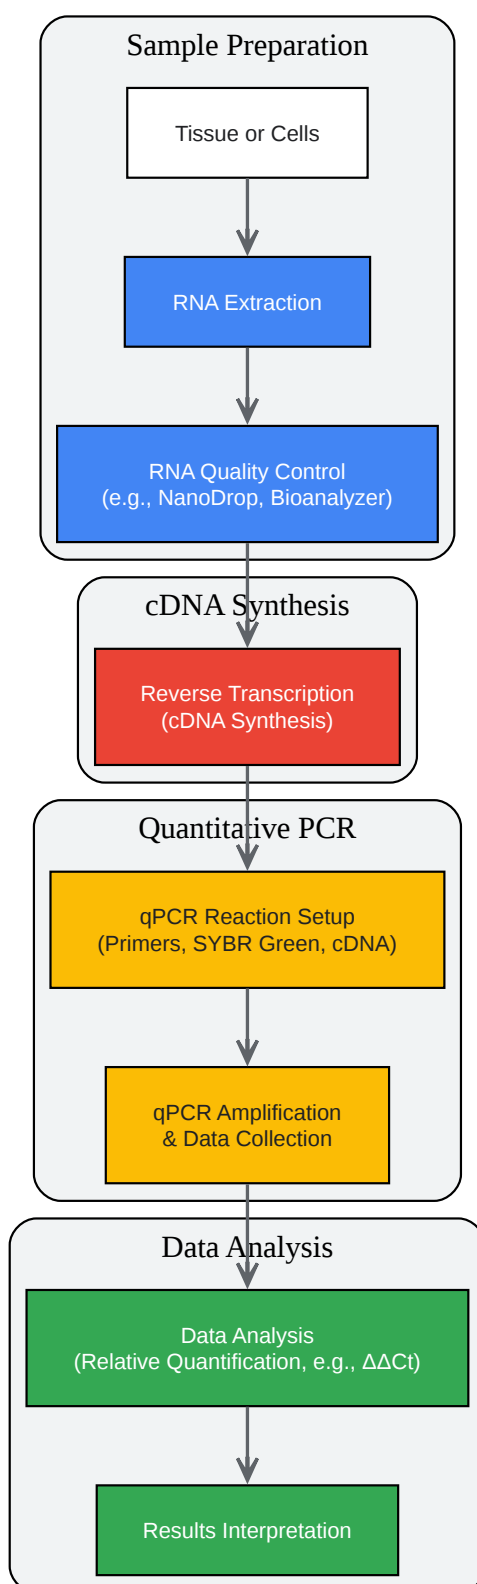 Sample Preparation
Tissue or Cells
RNA Extraction
RNA Quality Control
(e.g., NanoDrop, Bioanalyzer)
cDNA Synthesis
Reverse Transcription
(cDNA Synthesis)
Quantitative PCR
qPCR Reaction Setup
(Primers, SYBR Green, cDNA)
qPCR Amplification
& Data Collection
Data Analysis
Data Analysis
(Relative Quantification, e.g., ΔΔCt)
Results Interpretation